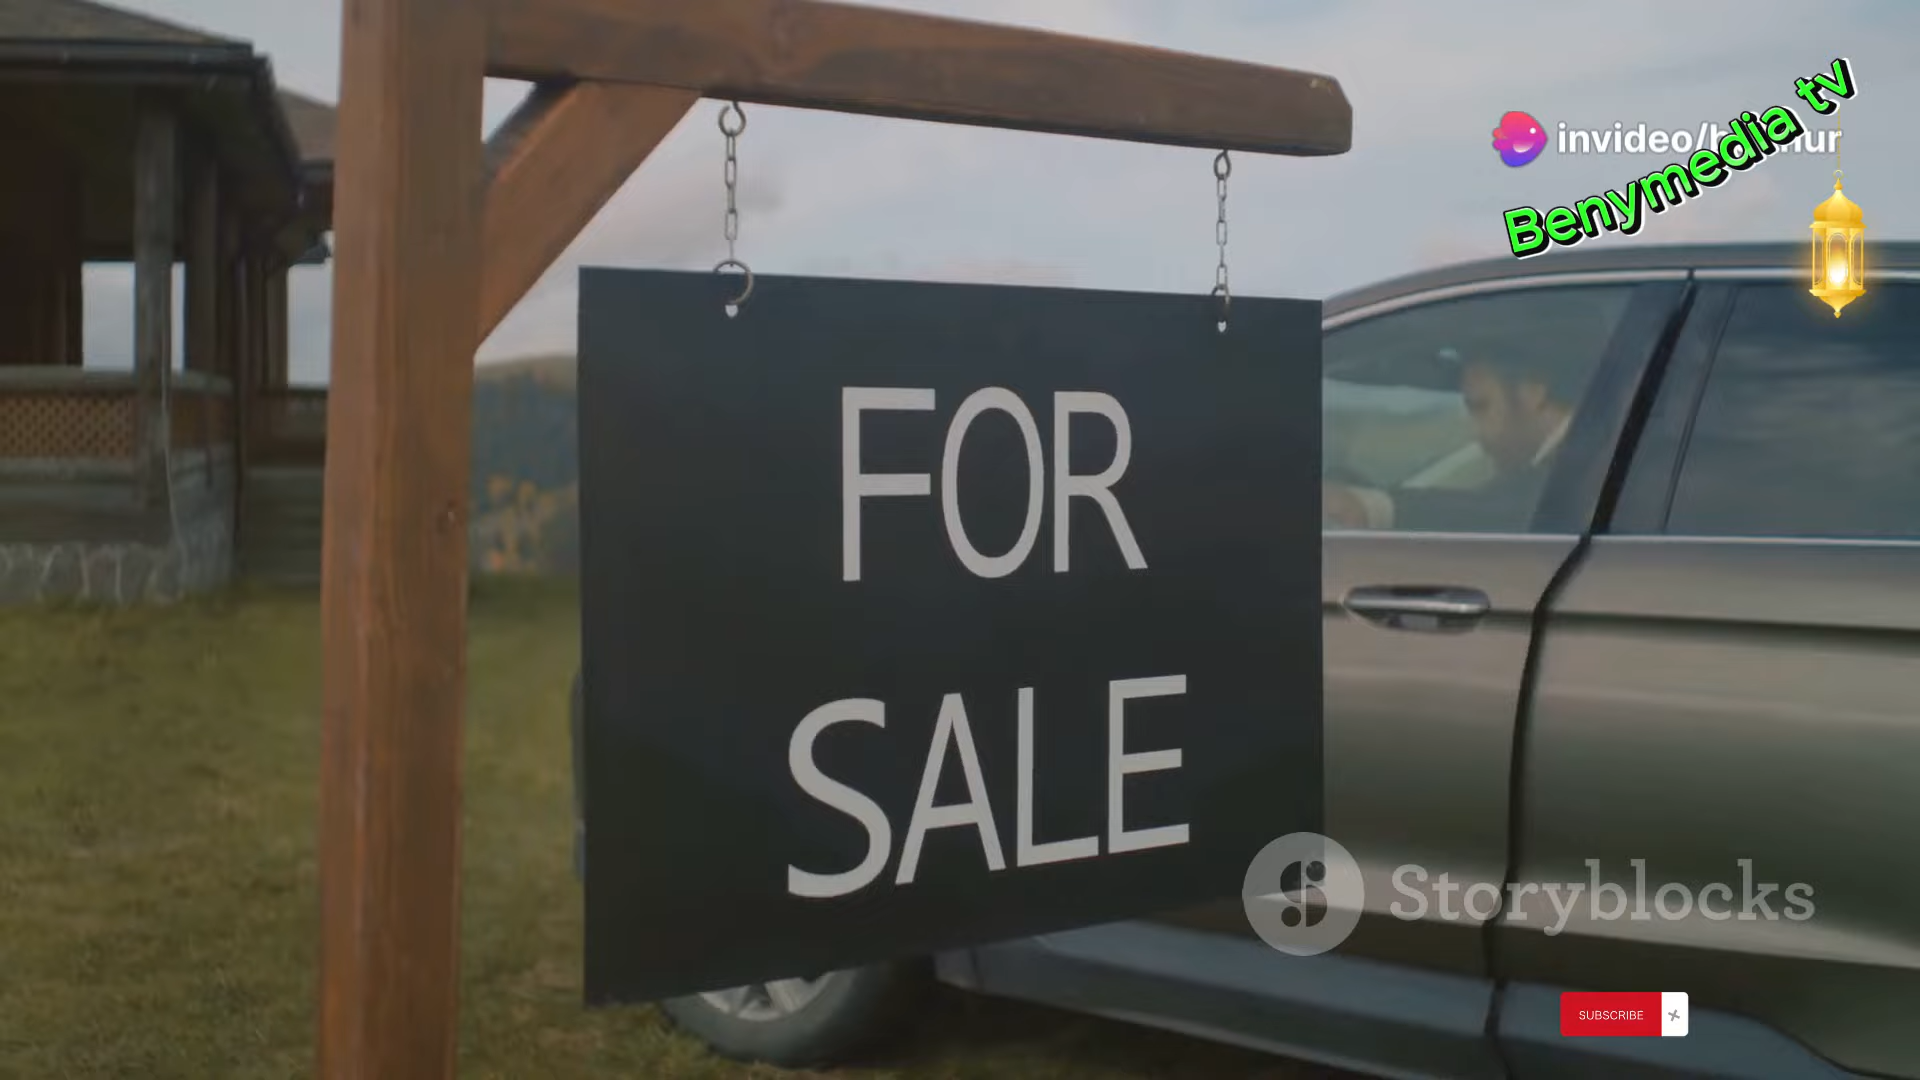 invideo/
Benymedia tv
FOR
SALE
Storyblocks
SUBSCRIBE